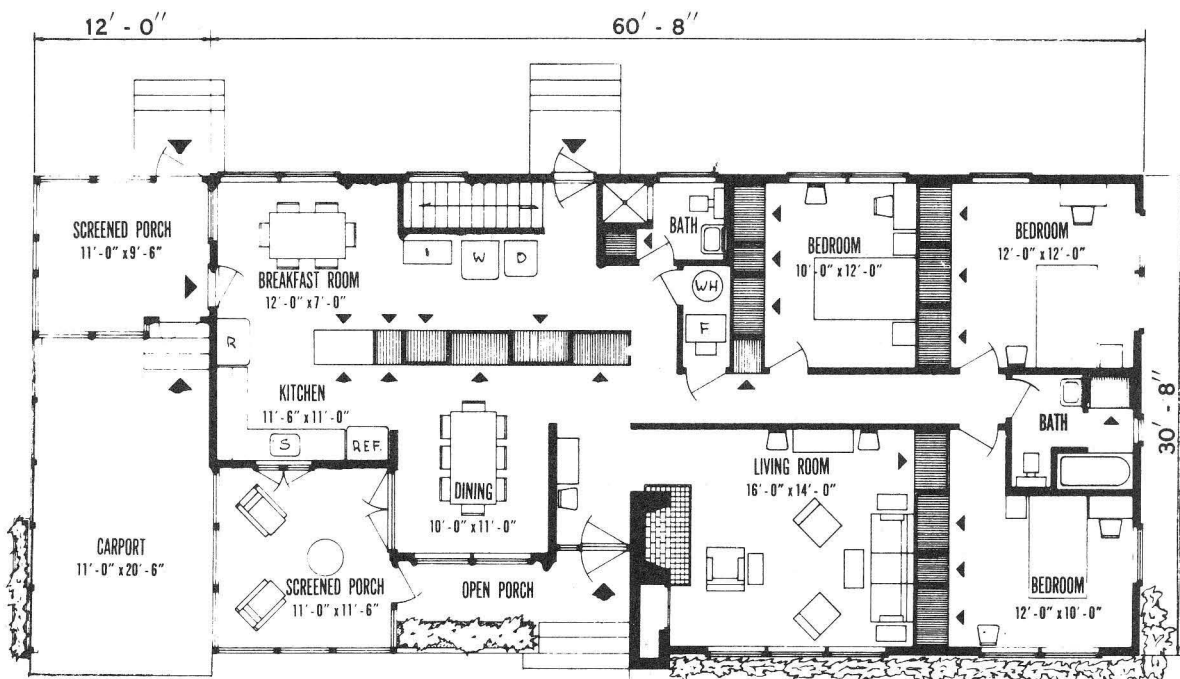 12'-0" 60'-8"
SCREENED PORCH
11'-0" x 9'-6"
BREAKFAST ROOM
12'-0" x 7'-0"
I W D
BATH
BEDROOM
10'-0" x 12'-0"
BEDROOM
12'-0" x 12'-0"
WH
F
R
KITCHEN
11'-6" x 11'-0"
S REF.
DINING
10'-0" x 11'-0"
LIVING ROOM
16'-0" x 14'-0"
BATH
30'-8"
CARPORT
11'-0" x 20'-6"
SCREENED PORCH
11'-0" x 11'-6"
OPEN PORCH
BEDROOM
12'-0" x 10'-0"